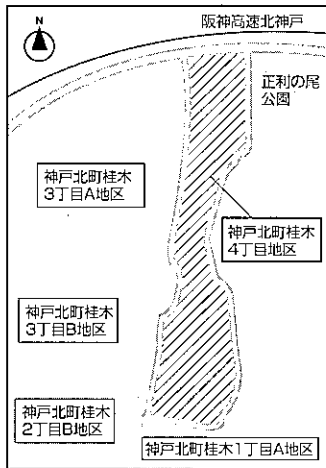 阪神高速北神戸
N
正利の尾
公園
神戸北町桂木
3丁目A地区
神戸北町桂木
4丁目地区
神戸北町桂木
3丁目B地区
神戸北町桂木
2丁目B地区
神戸北町桂木1丁目A地区